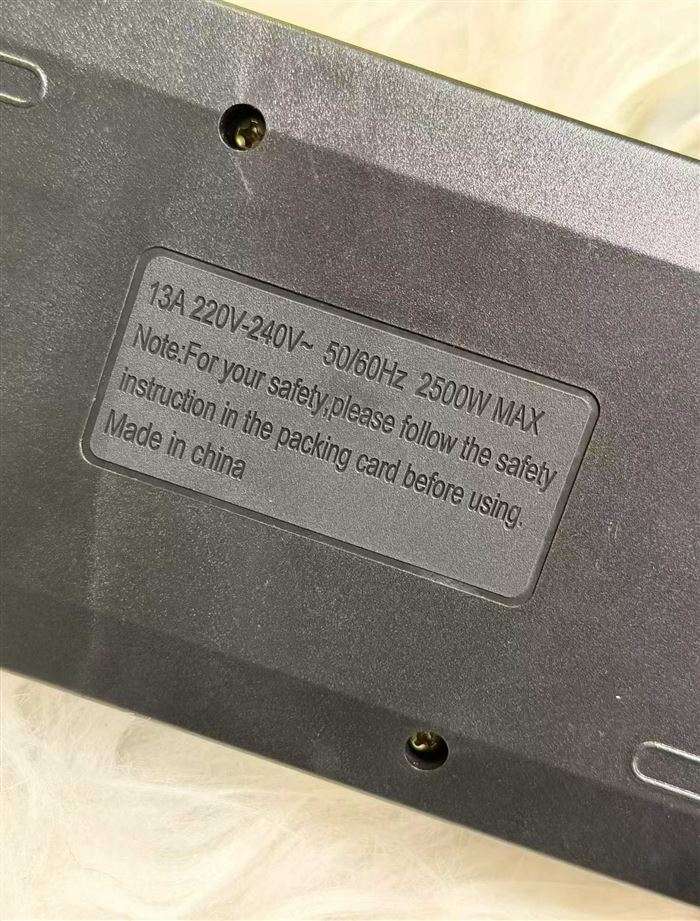 13A 220V-240V~ 50/60Hz 2500W MAX
Note:For your safety,please follow the safety
instruction in the packing card before using.
Made in china